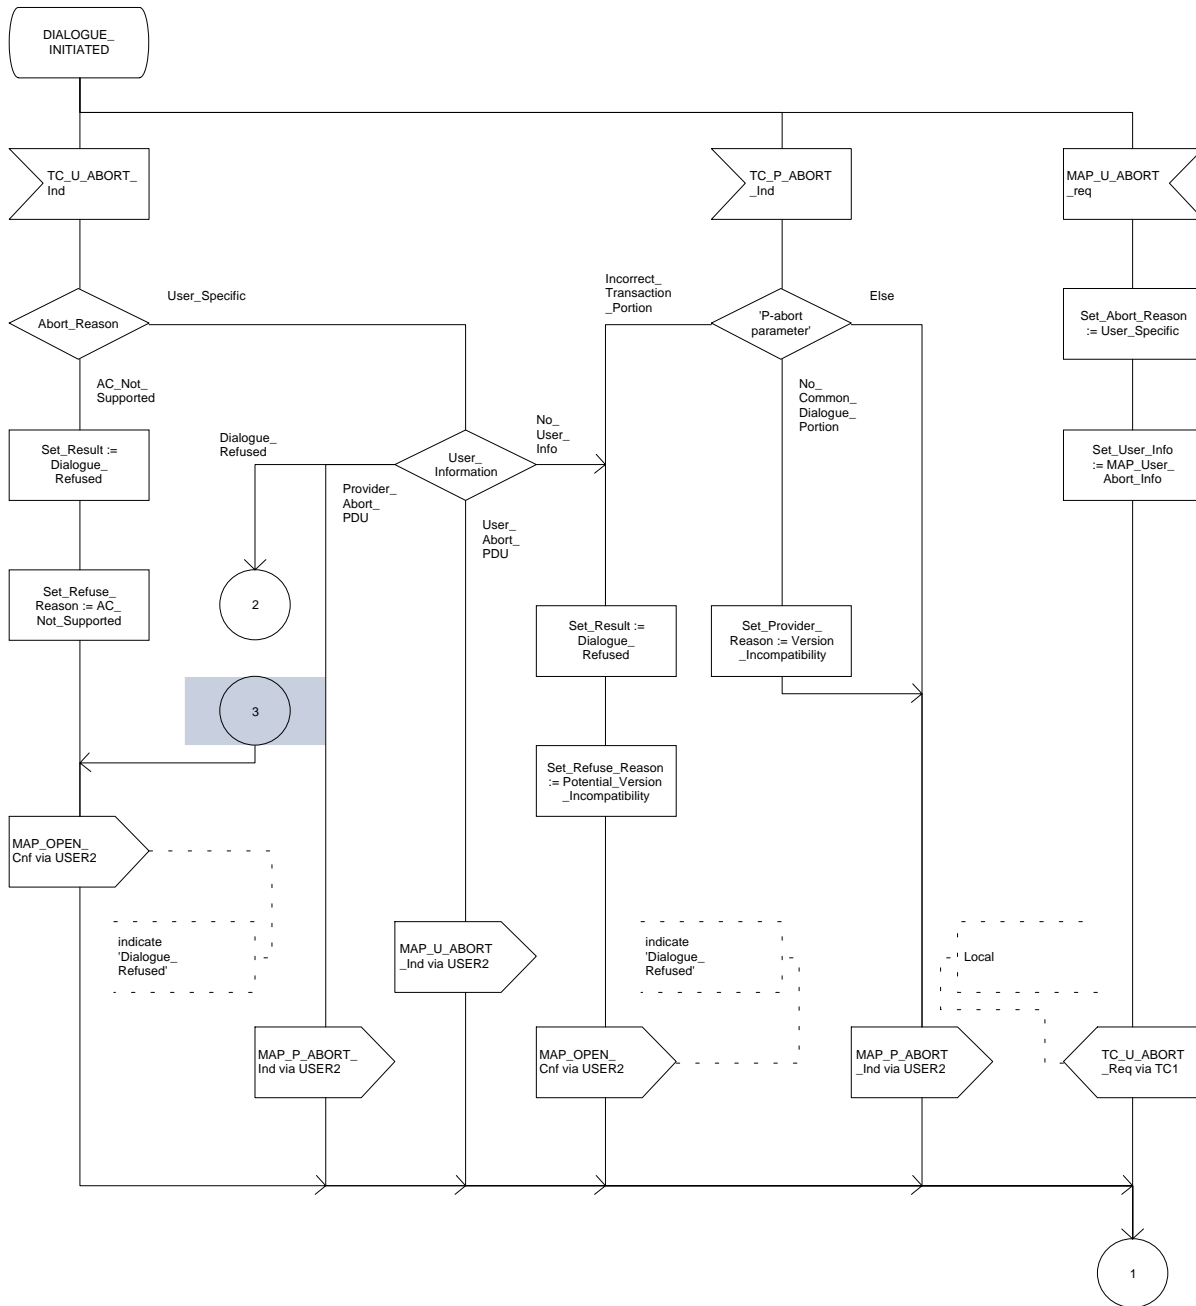 DIALOGUE_
INITIATED
TC_U_ABORT_
Ind
TC_P_ABORT
_Ind
MAP_U_ABORT
_req
User_Specific
Incorrect_
Transaction
_Portion
Else
Abort_Reason
'P-abort
parameter'
Set_Abort_Reason
:= User_Specific
AC_Not_
Supported
No_
Common_
Dialogue_
Portion
Set_Result :=
Dialogue_
Refused
Dialogue_
Refused
Provider_
Abort_
PDU
User_
Information
No_
User_
Info
User_
Abort_
PDU
Set_User_Info
:= MAP_User_
Abort_Info
Set_Refuse_
Reason := AC_
Not_Supported
2
Set_Result :=
Dialogue_
Refused
Set_Provider_
Reason := Version
_Incompatibility
3
Set_Refuse_Reason
:= Potential_Version
_Incompatibility
MAP_OPEN_
Cnf via USER2
indicate
'Dialogue_
Refused'
MAP_U_ABORT
_Ind via USER2
indicate
'Dialogue_
Refused'
Local
MAP_P_ABORT_
Ind via USER2
MAP_OPEN_
Cnf via USER2
MAP_P_ABORT
_Ind via USER2
TC_U_ABORT
_Req via TC1
1